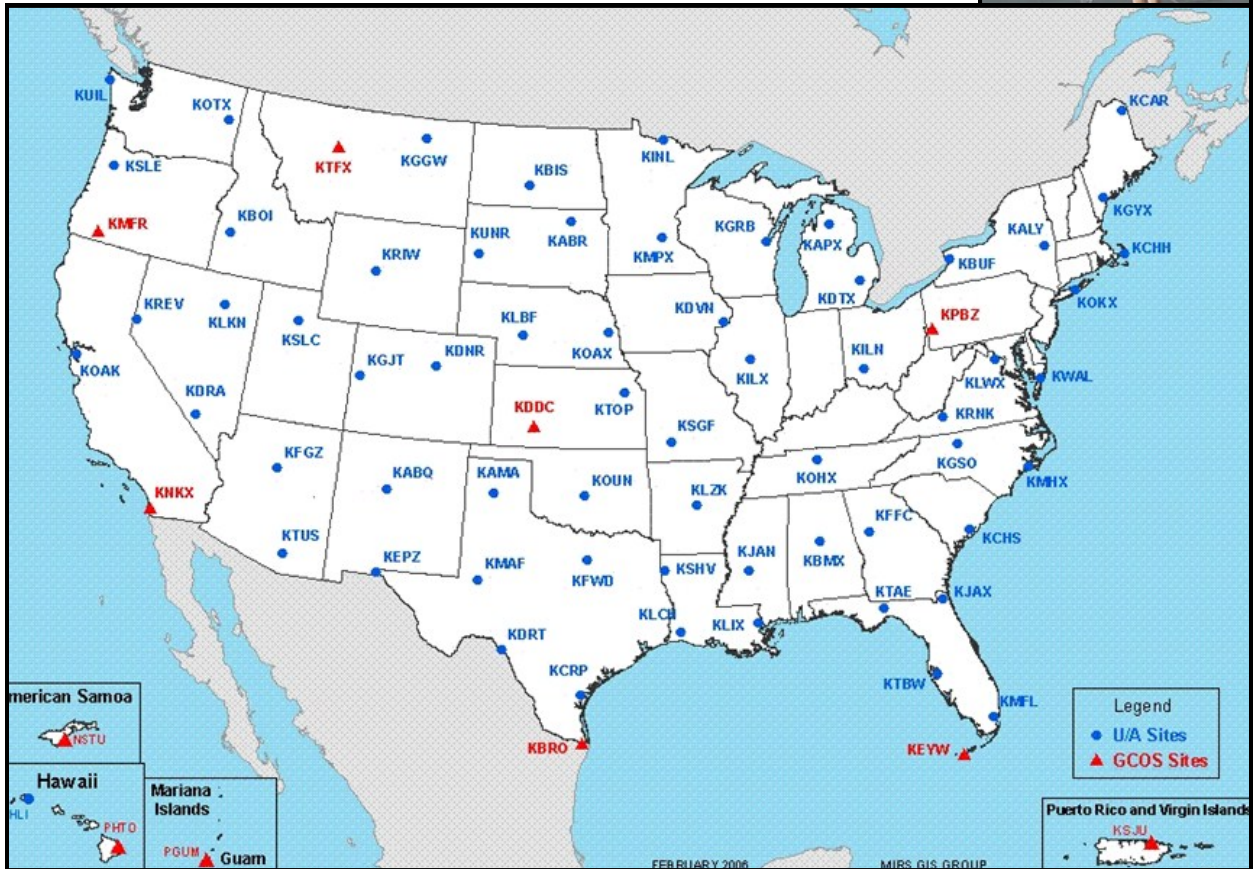 KUIL
KOTX
KCAR
KTFX
KGGW
KINL
KSLE
KBIS
KGYX
KMFR
KBOI
KUNR
KABR
KGRB
KAPX
KALY
KRIW
KMPX
KBUF
KCHH
KREV
KLKN
KDVN
KDTX
KOKX
KSLC
KLBF
KPBZ
KOAK
KGJT
KDNR
KOAX
KILX
KILN
KLWX
KWAL
KDRA
KDDC
KTOP
KRNK
KSGF
KFGZ
KABQ
KAMA
KOUN
KLZK
KOHX
KGSO
KMHX
KNKX
KTUS
KEPZ
KMAF
KFWD
KSHV
KJAN
KBMX
KFFC
KCHS
KTAE
KJAX
KDRT
KLCH
KLIX
KCRP
KTBW
KMFL
KBRO
KEYW
Legend
U/A Sites
GCOS Sites
merican Samoa
NSTU
Hawaii
HLI
PHTO
Mariana
Islands
PGUM
Guam
FEBRUARY 2006
MIRS GIS GROUP
Puerto Rico and Virgin Islands
KSJU